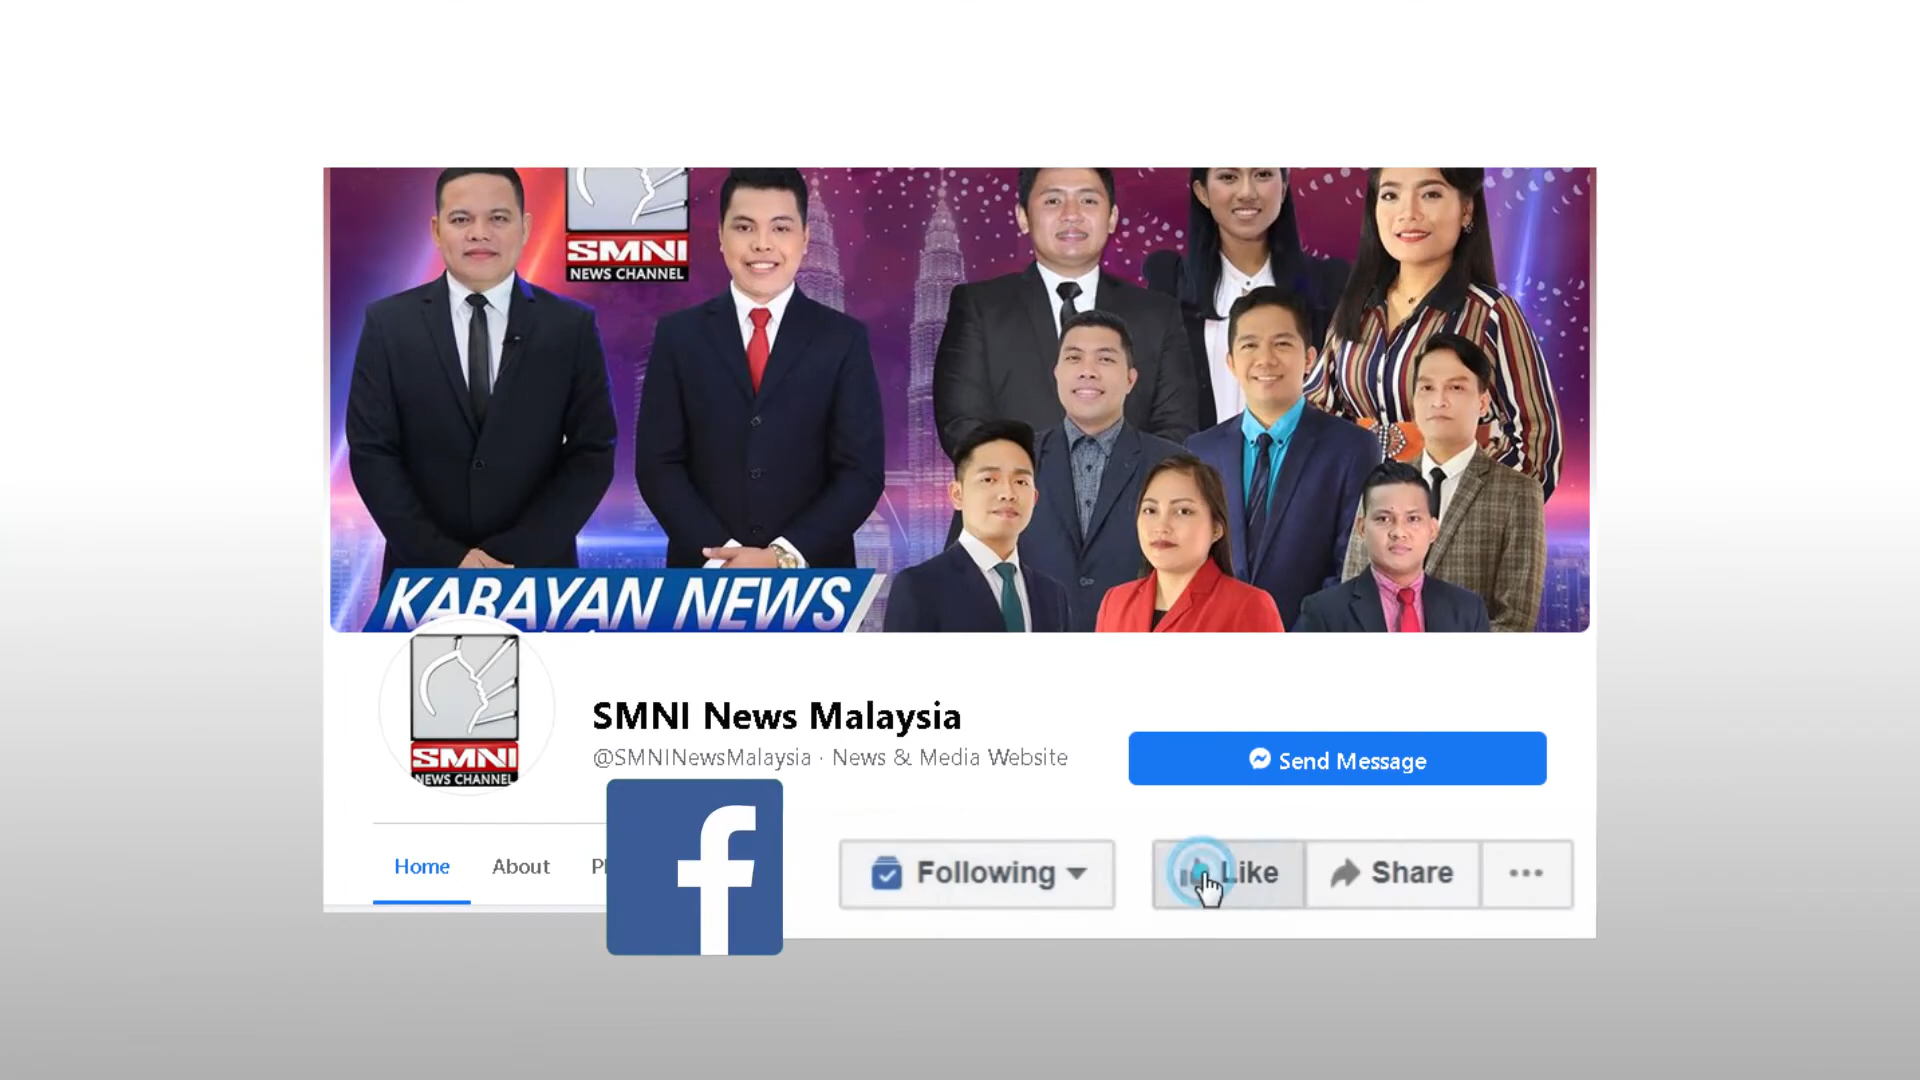 SMNI
NEWS CHANNEL
KABAYAN NEWS
SMNI
NEWS CHANNEL
SMNI News Malaysia
@SMNINewsMalaysia · News & Media Website
Send Message
Home About
f
Following
Like Share